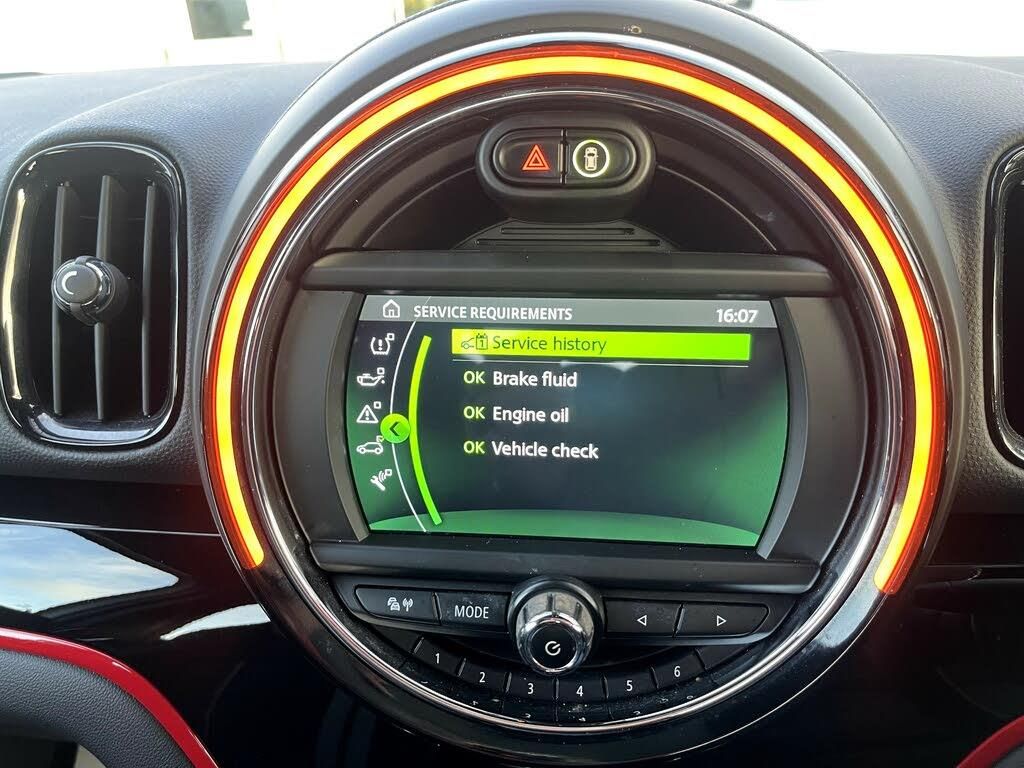 SERVICE REQUIREMENTS 16:07
1 Service history
OK Brake fluid
OK Engine oil
OK Vehicle check
MODE
1 2 3 4 5 6